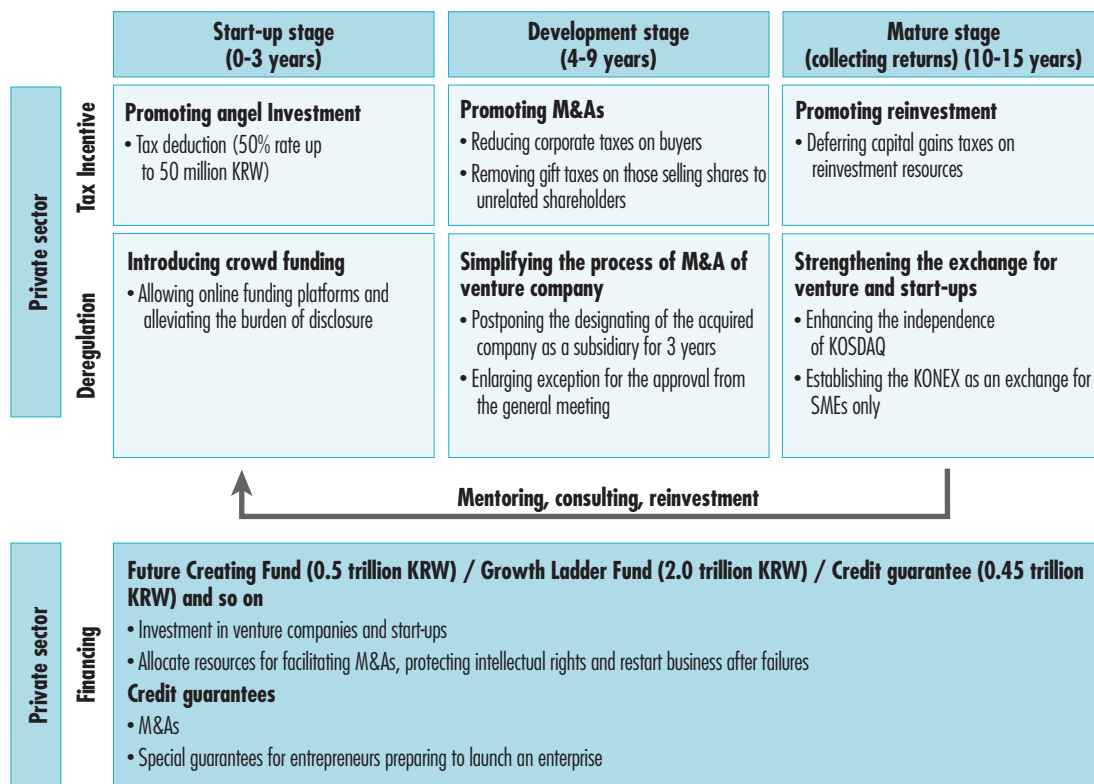 Start-up stage
(0-3 years)
Development stage
(4-9 years)
Mature stage
(collecting returns) (10-15 years)
Private sector
Tax Incentive
Promoting angel Investment
• Tax deduction (50% rate up
to 50 million KRW)
Promoting M&As
• Reducing corporate taxes on buyers
• Removing gift taxes on those selling shares to
unrelated shareholders
Promoting reinvestment
• Deferring capital gains taxes on
reinvestment resources
Deregulation
Introducing crowd funding
• Allowing online funding platforms and
alleviating the burden of disclosure
Simplifying the process of M&A of
venture company
• Postponing the designating of the acquired
company as a subsidiary for 3 years
• Enlarging exception for the approval from
the general meeting
Strengthening the exchange for
venture and start-ups
• Enhancing the independence
of KOSDAQ
• Establishing the KONEX as an exchange for
SMEs only
Mentoring, consulting, reinvestment
Private sector
Financing
Future Creating Fund (0.5 trillion KRW) / Growth Ladder Fund (2.0 trillion KRW) / Credit guarantee (0.45 trillion
KRW) and so on
• Investment in venture companies and start-ups
• Allocate resources for facilitating M&As, protecting intellectual rights and restart business after failures
Credit guarantees
• M&As
• Special guarantees for entrepreneurs preparing to launch an enterprise